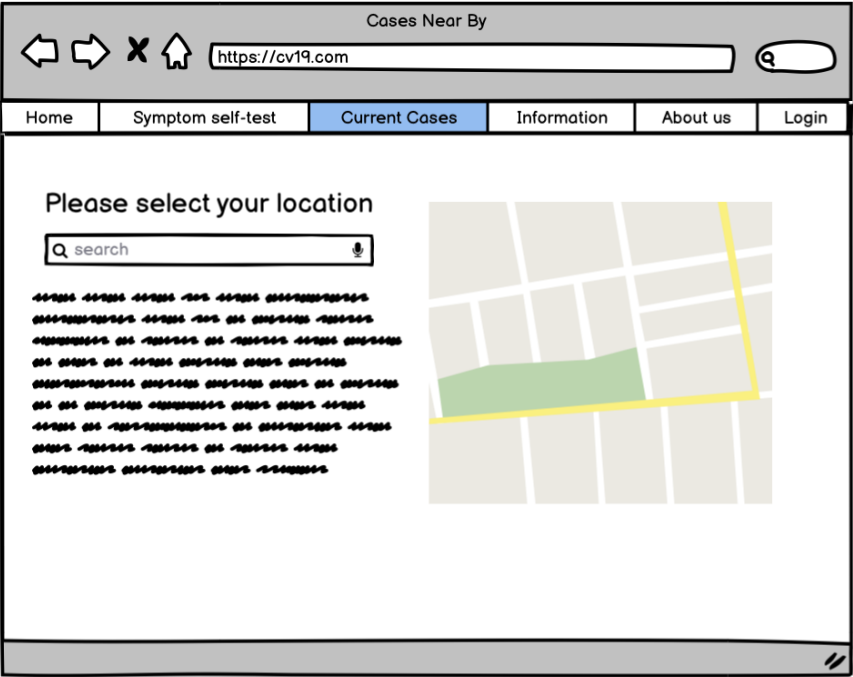 Cases Near By
https://cv19.com
Home Symptom self-test Current Cases Information About us Login
Please select your location
search